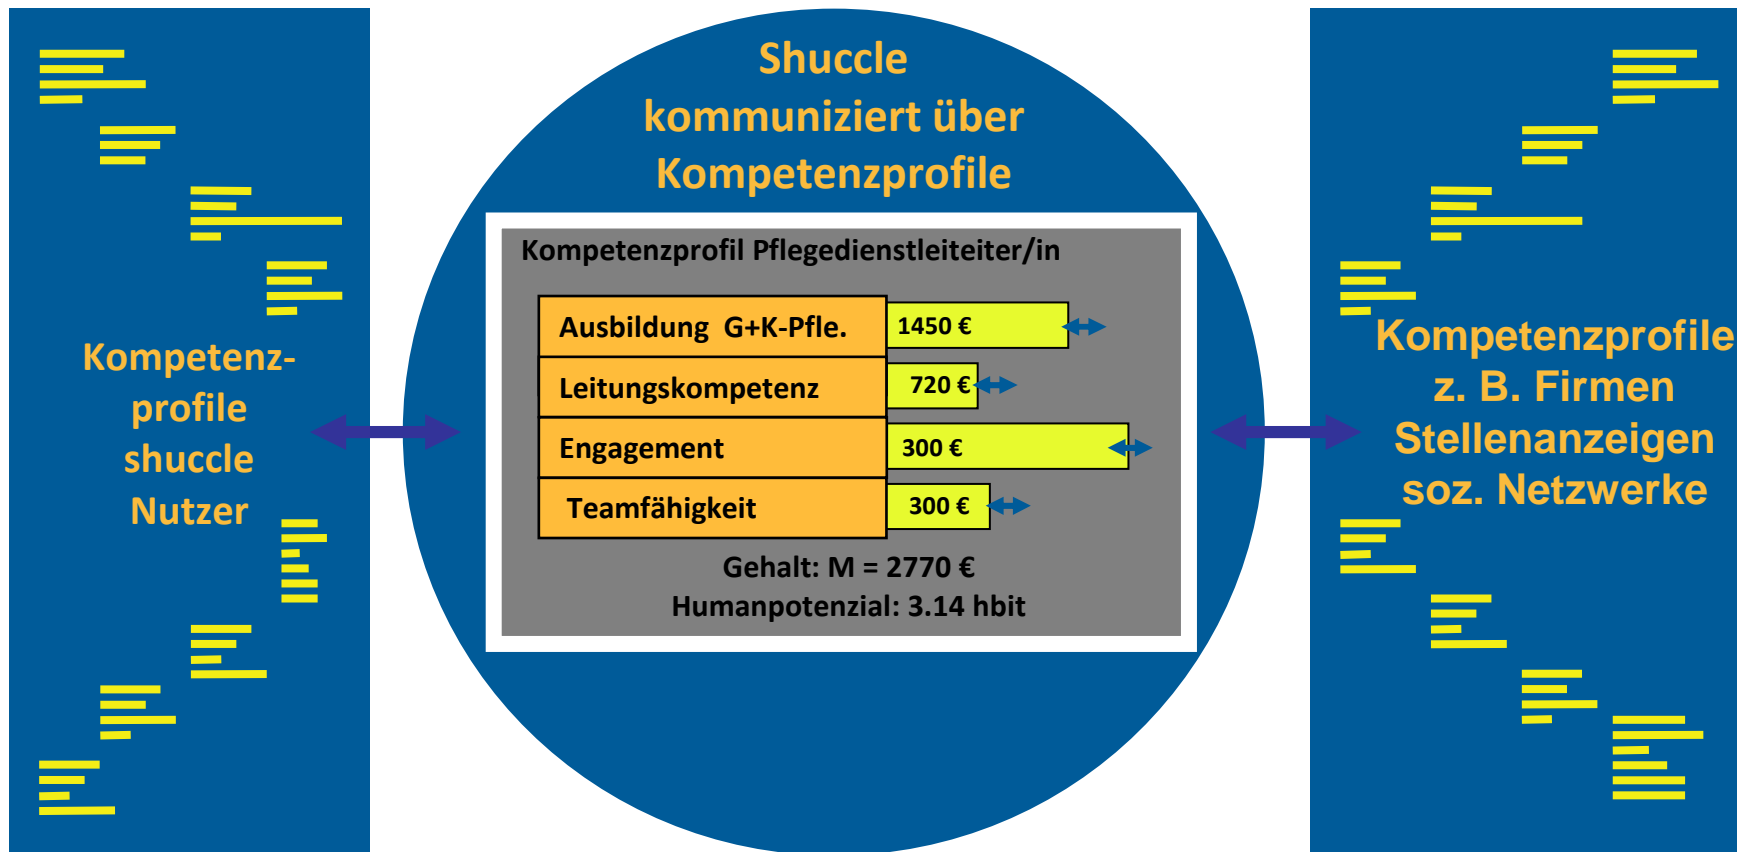 Shuccle
kommuniziert über
Kompetenzprofile
Kompetenz-
profile
shuccle
Nutzer
Kompetenzprofil Pflegedienstleiteiter/in
Ausbildung G+K-Pfle. 1450 €
Leitungskompetenz 720 €
Engagement 300 €
Teamfähigkeit 300 €
Gehalt: M = 2770 €
Humanpotenzial: 3.14 hbit
Kompetenzprofile
z. B. Firmen
Stellenanzeigen
soz. Netzwerke